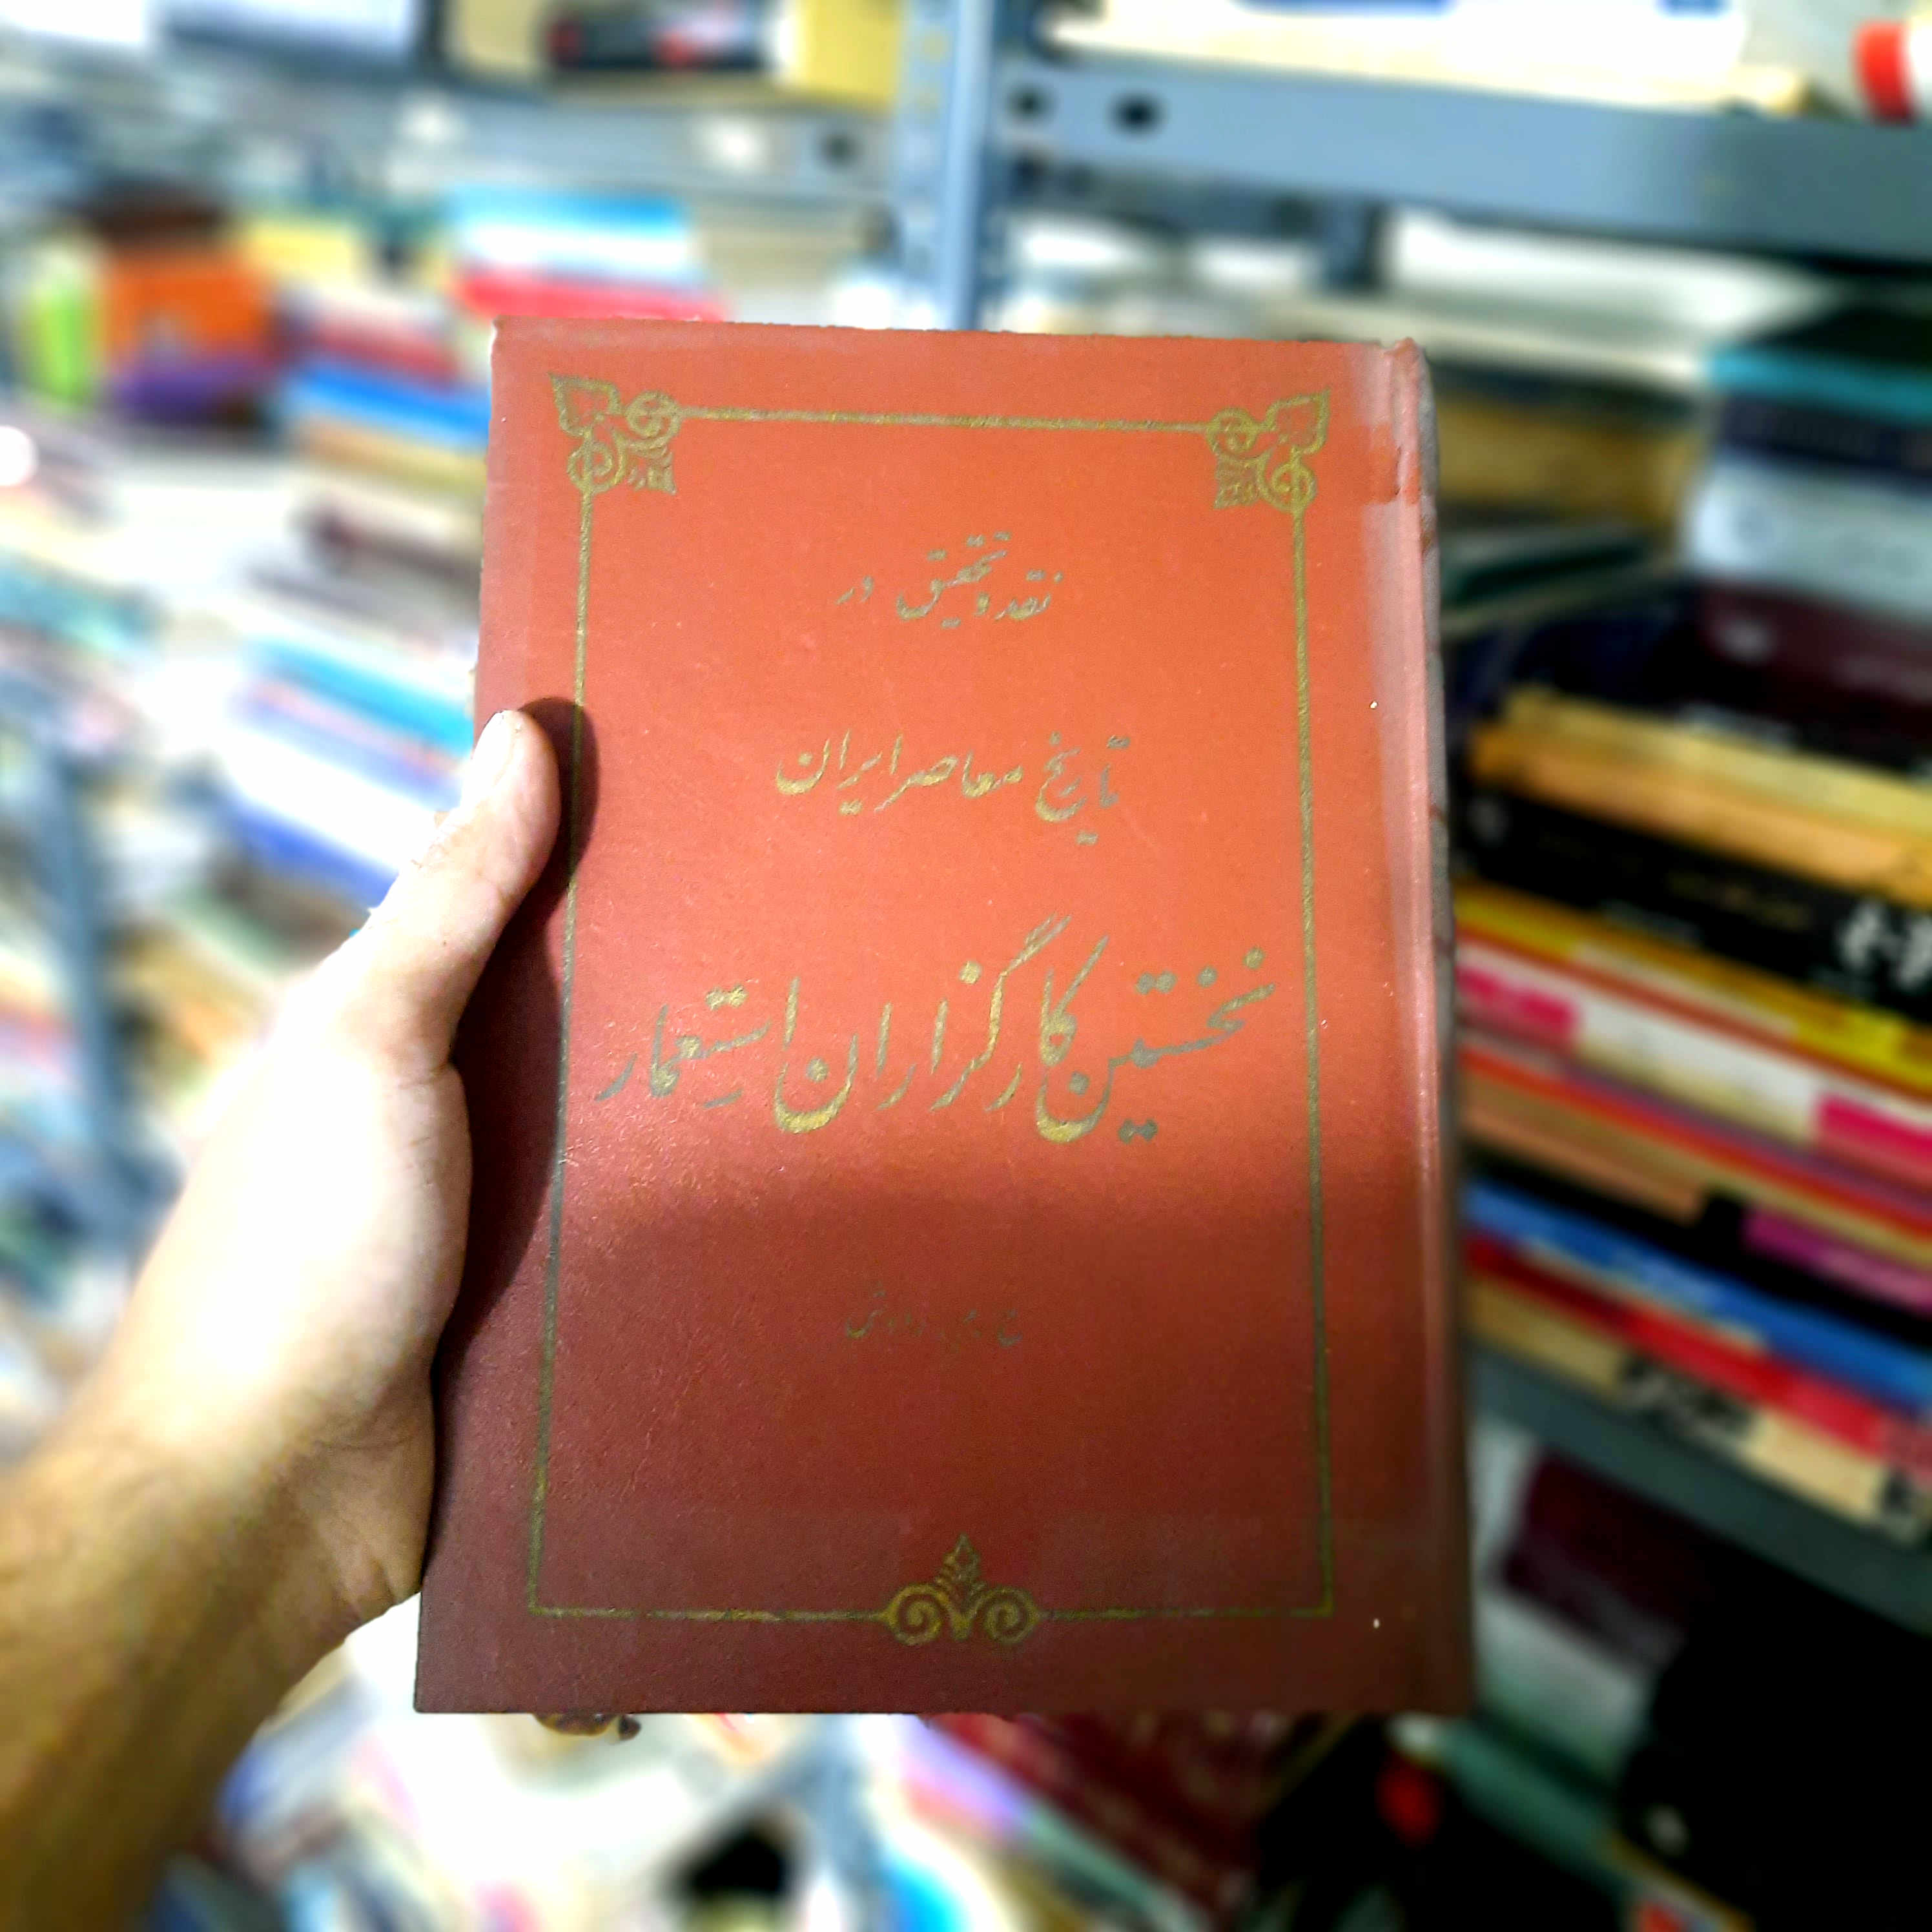 نقد و تحقیق در
تاریخ معاصر ایران
نخستین کارگزاران استعمار